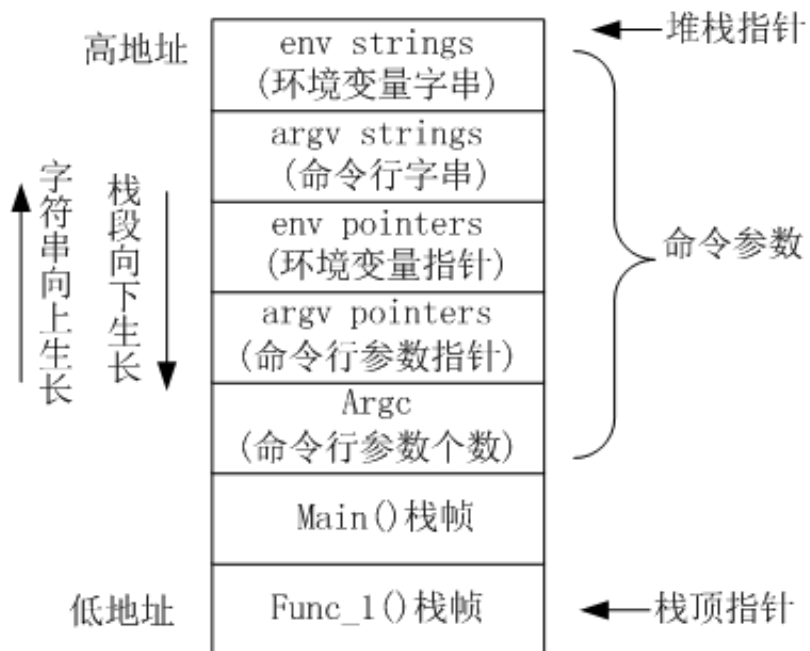 高地址
env strings
(环境变量字串)
堆栈指针
argv strings
(命令行字串)
字符串向上生长
栈段向下生长
env pointers
(环境变量指针)
命令参数
argv pointers
(命令行参数指针)
Argc
(命令行参数个数)
Main()栈帧
低地址
Func_1()栈帧
栈顶指针